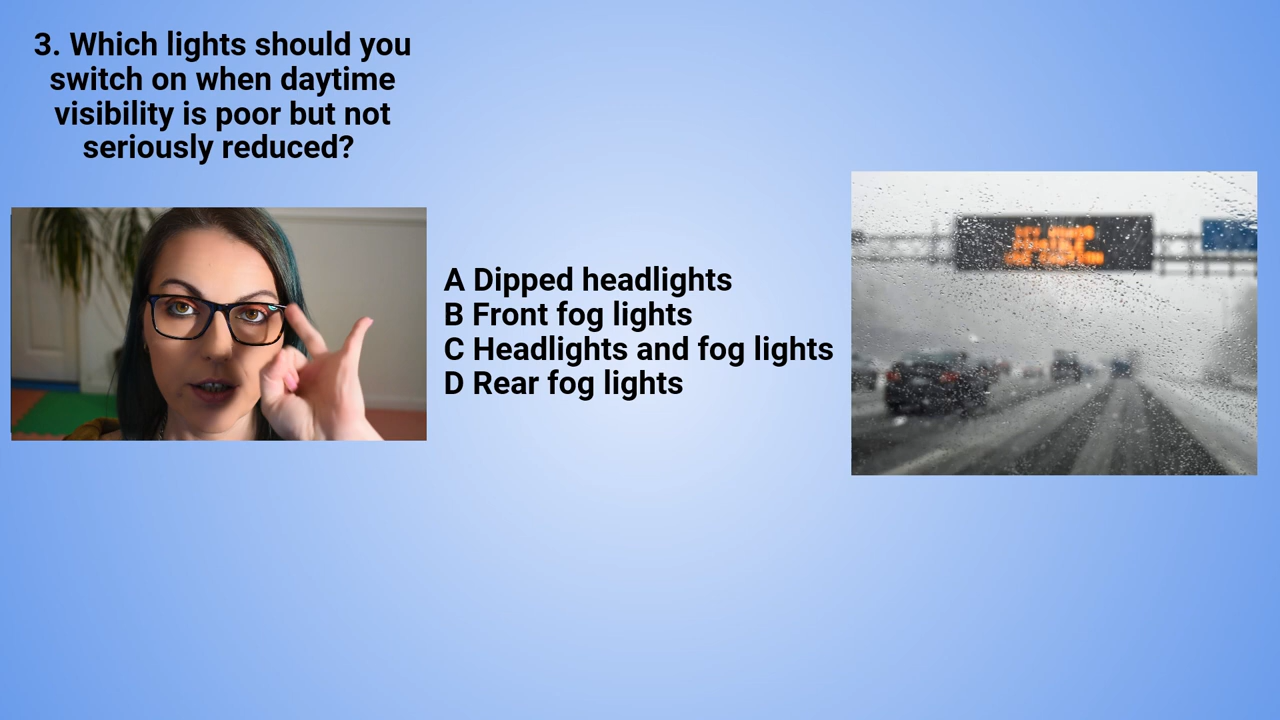 3. Which lights should you
switch on when daytime
visibility is poor but not
seriously reduced?
A Dipped headlights
B Front fog lights
C Headlights and fog lights
D Rear fog lights